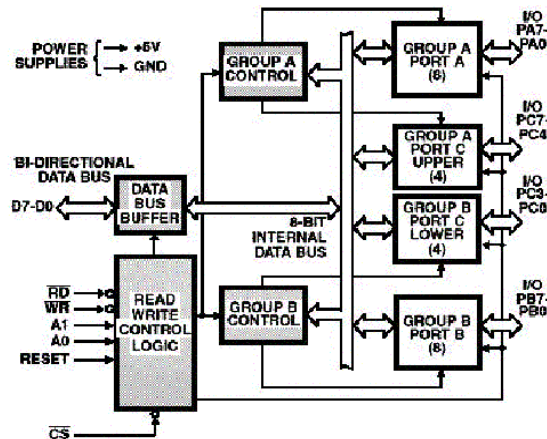 POWER
SUPPLIES
+5V
GND
GROUP A
CONTROL
GROUP A
PORT A
(8)
I/O
PA7-
PA0
GROUP A
PORT C
UPPER
(4)
I/O
PC7-
PC4
BI-DIRECTIONAL
DATA BUS
D7-D0
DATA
BUS
BUFFER
8-BIT
INTERNAL
DATA BUS
GROUP B
PORT C
LOWER
(4)
I/O
PC3-
PC0
RD
WR
A1
A0
RESET
CS
READ
WRITE
CONTROL
LOGIC
GROUP B
CONTROL
GROUP B
PORT B
(8)
I/O
PB7-
PB0